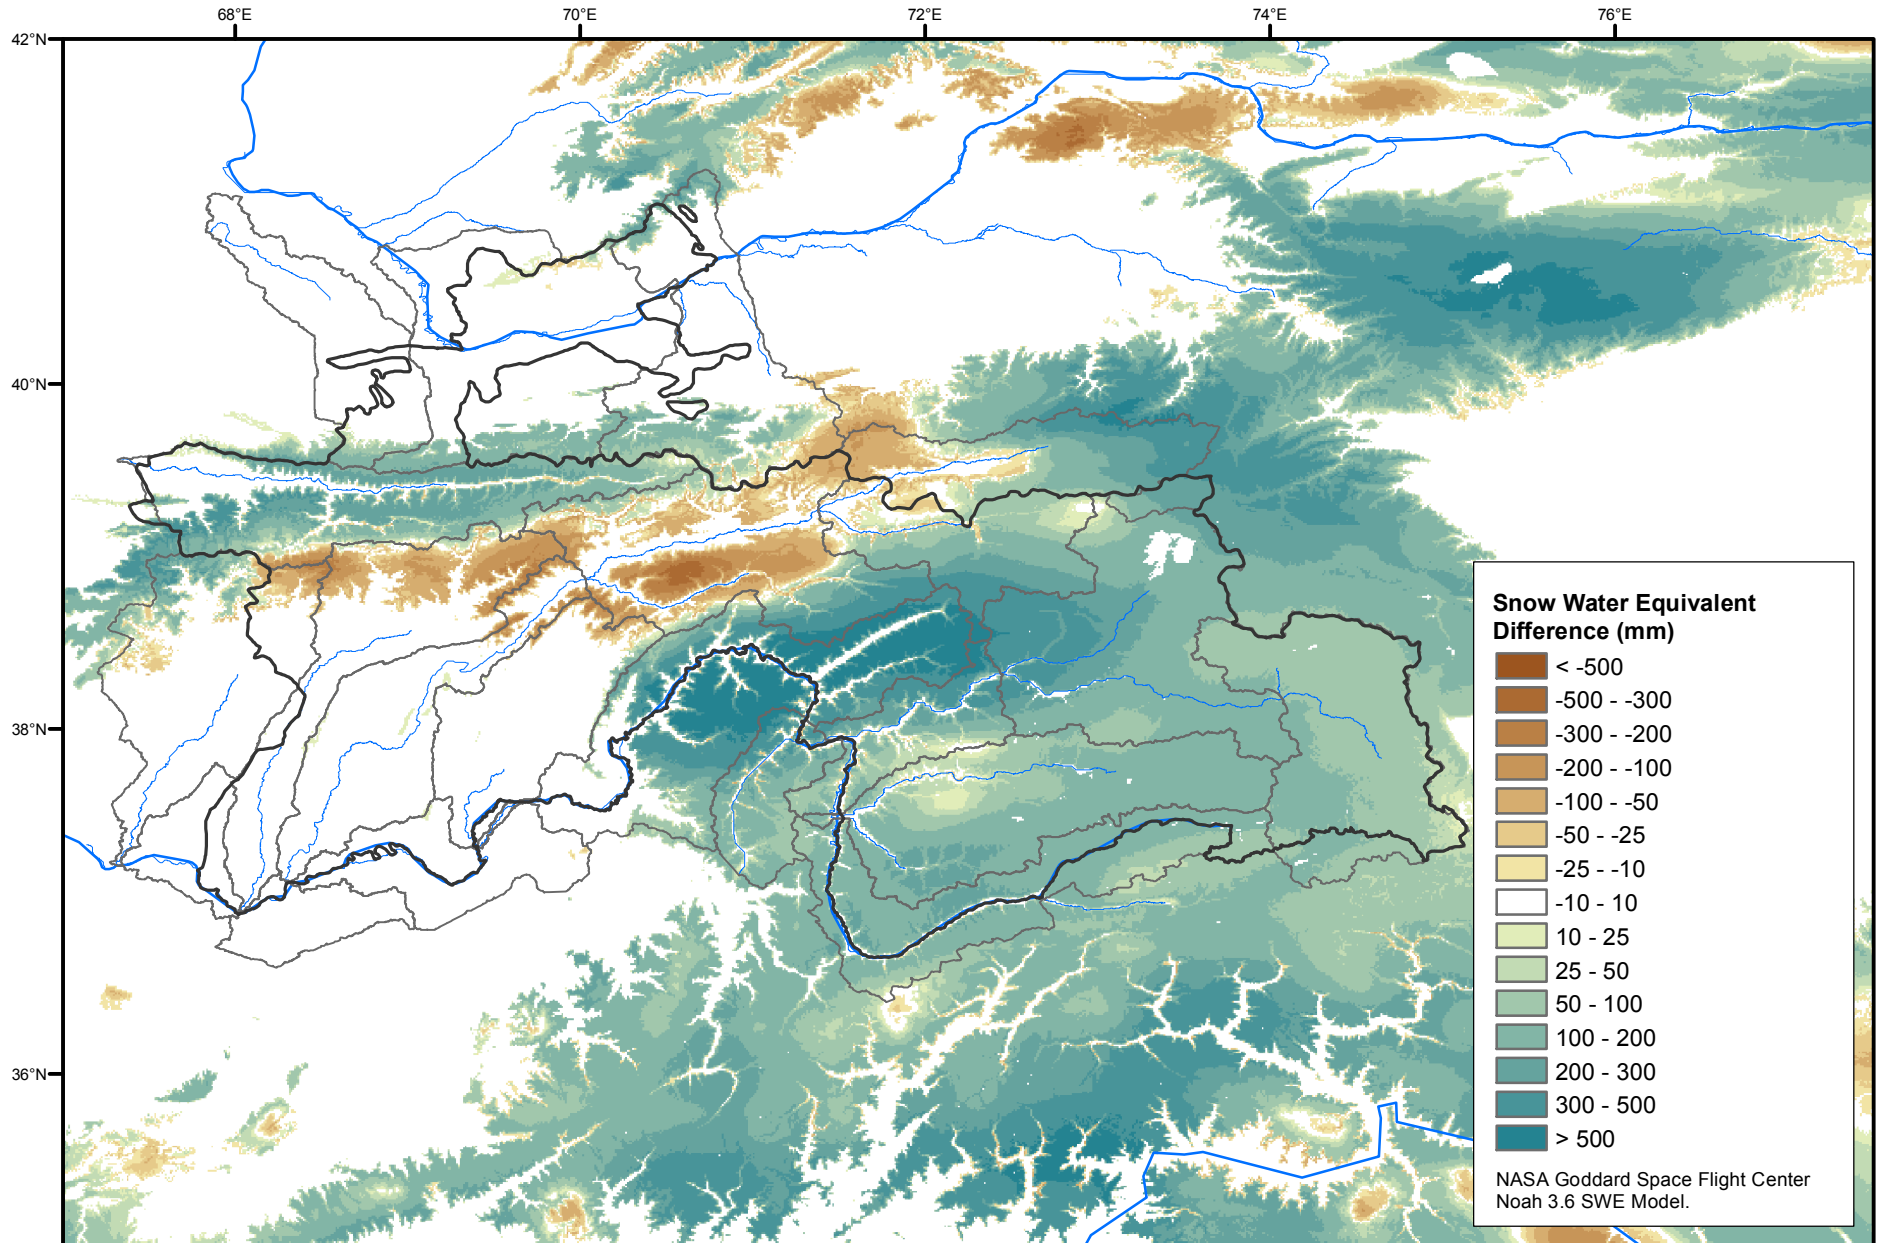 68°E
70°E
72°E
74°E
76°E
42°N
40°N
38°N
36°N
Snow Water Equivalent
Difference (mm)
< -500
-500 - -300
-300 - -200
-200 - -100
-100 - -50
-50 - -25
-25 - -10
-10 - 10
10 - 25
25 - 50
50 - 100
100 - 200
200 - 300
300 - 500
> 500
NASA Goddard Space Flight Center
Noah 3.6 SWE Model.